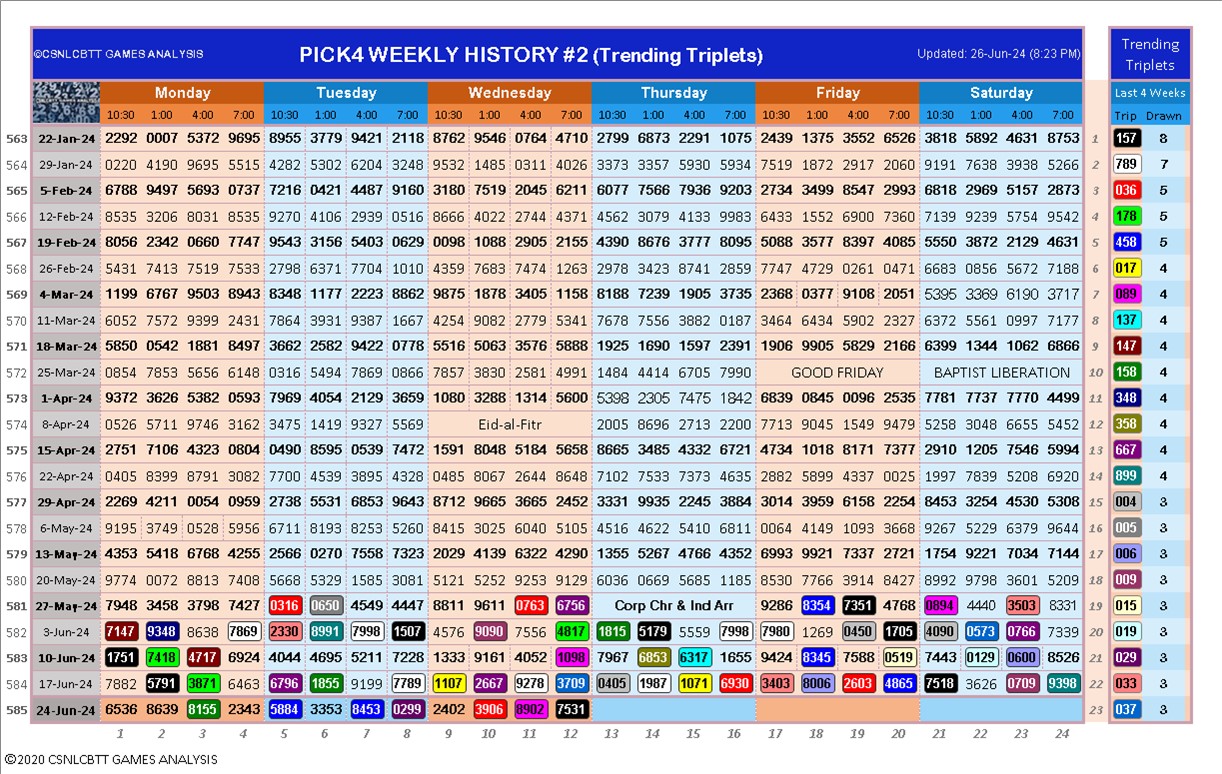 ©CSNLCBTT GAMES ANALYSIS PICK4 WEEKLY HISTORY #2 (Trending Triplets) Updated: 26-Jun-24 (8:23 PM) Trending Triplets
Monday Tuesday Wednesday Thursday Friday Saturday Last 4 Weeks
10:30 1:00 4:00 7:00 10:30 1:00 4:00 7:00 10:30 1:00 4:00 7:00 10:30 1:00 4:00 7:00 10:30 1:00 4:00 7:00 10:30 1:00 4:00 7:00 Trip Drawn
563 22-Jan-24 2292 0007 5372 9695 8955 3779 9421 2118 8762 9546 0764 4710 2799 6873 2291 1075 2439 1375 3552 6526 3818 5892 4631 8753 1 157 8
564 29-Jan-24 0220 4190 9695 5515 4282 5302 6204 3248 9532 1485 0311 4026 3373 3357 5930 5934 7519 1872 2917 2060 9191 7638 3938 5266 2 789 7
565 5-Feb-24 6788 9497 5693 0737 7216 0421 4487 9160 3180 7519 2045 6211 6077 7566 7936 9203 2734 3499 8547 2993 6818 2969 5157 2873 3 036 5
566 12-Feb-24 8535 3206 8031 8535 9270 4106 2939 0516 8666 4022 2744 4371 4562 3079 4133 9983 6433 1552 6900 7360 7139 9239 5754 9542 4 178 5
567 19-Feb-24 8056 2342 0660 7747 9543 3156 5403 0629 0098 1088 2905 2155 4390 8676 3777 8095 5088 3577 8397 4085 5550 3872 2129 4631 5 458 5
568 26-Feb-24 5431 7413 7519 7533 2798 6371 7704 1010 4359 7683 7474 1263 2978 3423 8741 2859 7747 4729 0261 0471 6683 0856 5672 7188 6 017 4
569 4-Mar-24 1199 6767 9503 8943 8348 1177 2223 8862 9875 1878 3405 1158 8188 7239 1905 3735 2368 0377 9108 2051 5395 3369 6190 3717 7 089 4
570 11-Mar-24 6052 7572 9399 2431 7864 3931 9387 1667 4254 9082 2779 5341 7678 7556 3882 0187 3464 6434 5902 2327 6372 5561 0997 7177 8 137 4
571 18-Mar-24 5850 0542 1881 8497 3662 2582 9422 0778 5516 5063 3576 5888 1925 1690 1597 2391 1906 9905 5829 2166 6399 1344 1062 6866 9 147 4
572 25-Mar-24 0854 7853 5656 6148 0316 5494 7869 0866 7857 3830 2581 4991 1484 4414 6705 7990 GOOD FRIDAY BAPTIST LIBERATION 10 158 4
573 1-Apr-24 9372 3626 5382 0593 7969 4054 2129 3659 1080 3288 1314 5600 5398 2305 7475 1842 6839 0845 0096 2535 7781 7737 7770 4499 11 348 4
574 8-Apr-24 0526 5711 9746 3162 3475 1419 9327 5569 Eid-al-Fitr 2005 8696 2713 2200 7713 9045 1549 9479 5258 3048 6655 5452 12 358 4
575 15-Apr-24 2751 7106 4323 0804 0490 8595 0539 7472 1591 8048 5184 5658 8665 3485 4332 6721 4734 1018 8171 7377 2910 1205 7546 5994 13 667 4
576 22-Apr-24 0405 8399 8791 3082 7700 4539 3895 4328 0485 8087 2644 8648 7102 7533 7373 4635 2882 5899 4337 0025 1997 7839 5208 6920 14 899 4
577 29-Apr-24 2269 4211 0054 0959 2738 5531 6853 9643 8712 9665 3665 2452 3331 9935 2245 3884 3014 3959 6158 2254 8453 3254 4530 5308 15 004 3
578 6-May-24 9195 3749 0528 5956 6711 8193 8253 5260 8415 3025 6040 5105 4516 4622 5410 6811 0064 4149 1093 3668 9267 5229 6379 9644 16 005 3
579 13-May-24 4353 5418 6768 4255 2566 0270 7558 7323 2029 4139 6322 4290 1355 5267 4766 4352 6993 9921 7337 2721 1754 9221 7034 7144 17 006 3
580 20-May-24 9774 0072 8813 7408 5668 5329 1585 3081 5121 5252 9253 9129 6036 0669 5685 1185 8530 7766 3914 8427 8992 9798 3601 5209 18 009 3
581 27-May-24 7948 3458 3798 7427 0316 0650 4549 4447 8811 9611 0763 6756 Corp Chr & Ind Arr 9286 8354 7351 4768 0894 4440 3503 8331 19 015 3
582 3-Jun-24 7147 9348 8638 7869 2330 8991 7998 1507 4576 9090 7556 4817 1815 5179 5559 7998 7980 1269 0450 1705 4090 0573 0766 7339 20 019 3
583 10-Jun-24 1751 7418 4717 6924 4044 4695 5211 7228 1333 9161 4052 1098 7967 6853 6317 1655 9424 8345 7588 0519 7443 0129 0600 8526 21 029 3
584 17-Jun-24 7882 5791 3871 6463 6796 1855 9199 7789 1107 2667 9278 3709 0405 1987 1071 6930 3403 8006 2603 4865 7518 3626 0709 9398 22 033 3
585 24-Jun-24 6536 8639 8155 2343 5884 3353 8453 0299 2402 3906 8902 7531 23 037 3
1 2 3 4 5 6 7 8 9 10 11 12 13 14 15 16 17 18 19 20 21 22 23 24
©2020 CSNLCBTT GAMES ANALYSIS